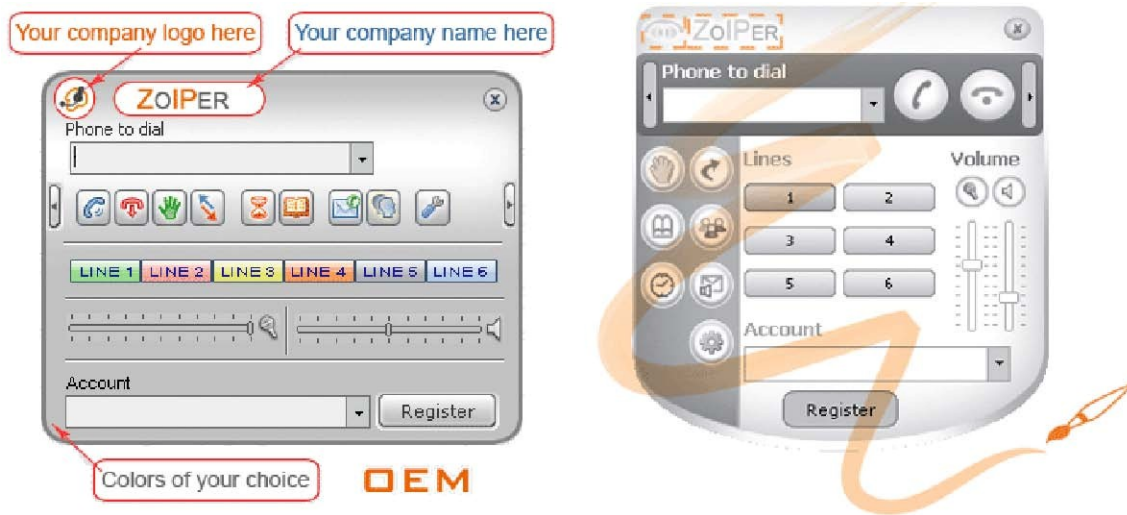 Your company logo here
Your company name here
ZOIPER
Phone to dial
LINE 1 LINE 2 LINE 3 LINE 4 LINE 5 LINE 6
Account
Register
Colors of your choice
OEM
ZOIPER
Phone to dial
Lines
Volume
1 2
3 4
5 6
Account
Register